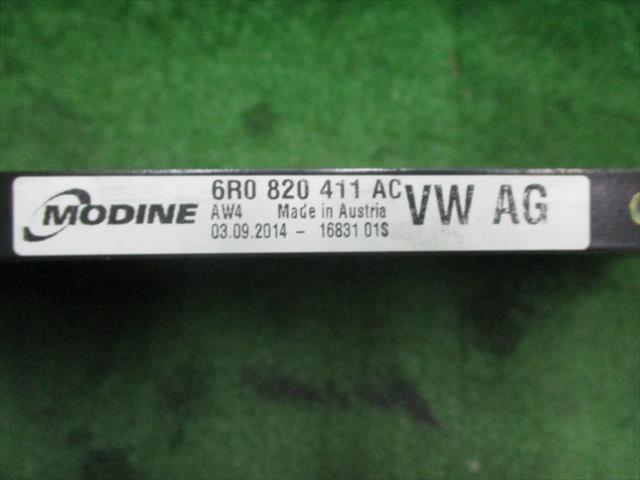 MODINE
6R0 820 411 AC
AW4 Made in Austria
03.09.2014 - 16831 01S
VW AG